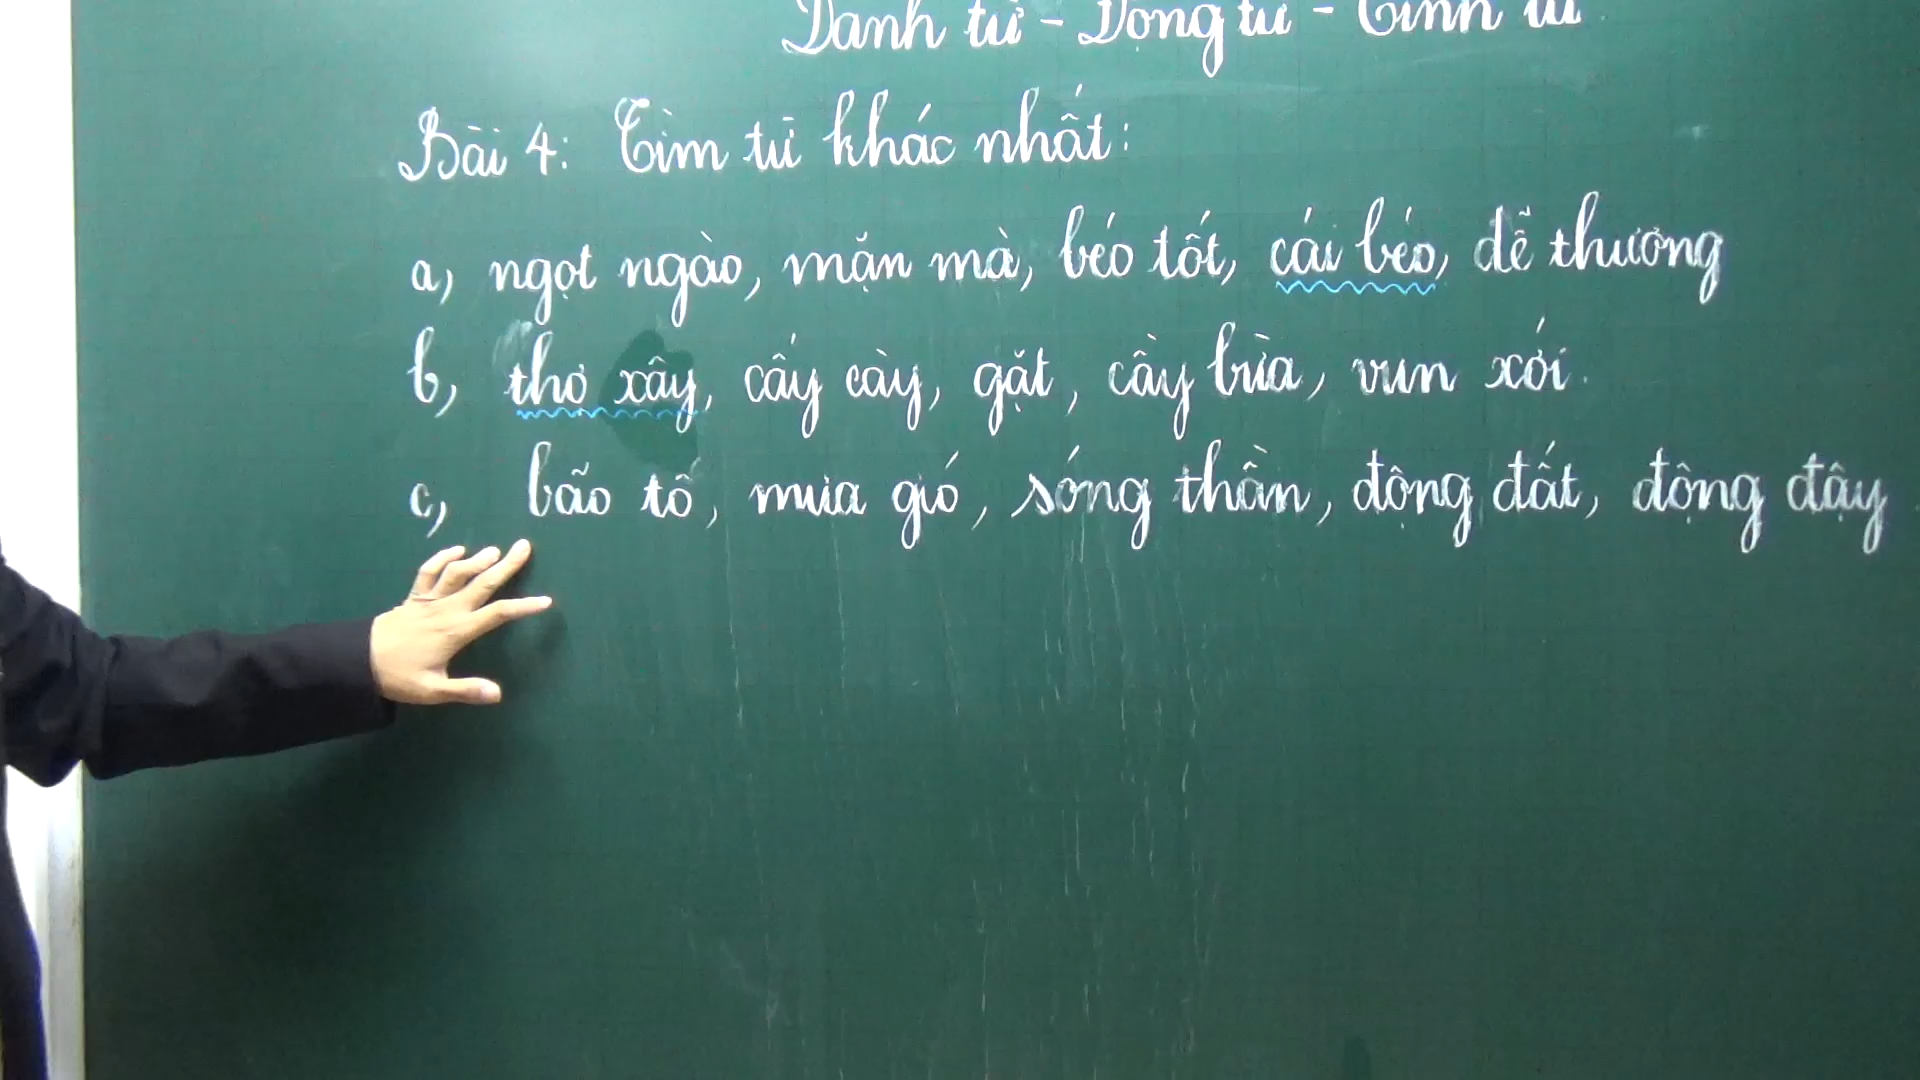 Danh từ - Động từ - Tính từ
Bài 4: Tìm từ khác nhất:
a, ngọt ngào, mặn mà, béo tốt, cái béo, dễ thương
b, thợ xây, cấy cày, gặt, cày bừa, vun xới.
c, bão tố, mưa gió, sóng thần, động đất, động đậy